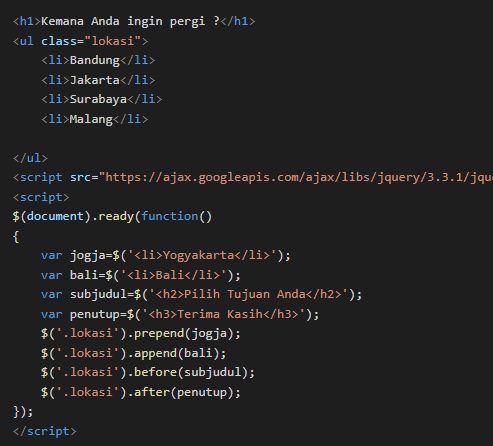 <h1>Kemana Anda ingin pergi ?</h1>
<ul class="lokasi">
    <li>Bandung</li>
    <li>Jakarta</li>
    <li>Surabaya</li>
    <li>Malang</li>

</ul>
<script src="https://ajax.googleapis.com/ajax/libs/jquery/3.3.1/jqu
<script>
$(document).ready(function()
{
    var jogja=$('<li>Yogyakarta</li>');
    var bali=$('<li>Bali</li>');
    var subjudul=$('<h2>Pilih Tujuan Anda</h2>');
    var penutup=$('<h3>Terima Kasih</h3>');
    $('.lokasi').prepend(jogja);
    $('.lokasi').append(bali);
    $('.lokasi').before(subjudul);
    $('.lokasi').after(penutup);
});
</script>